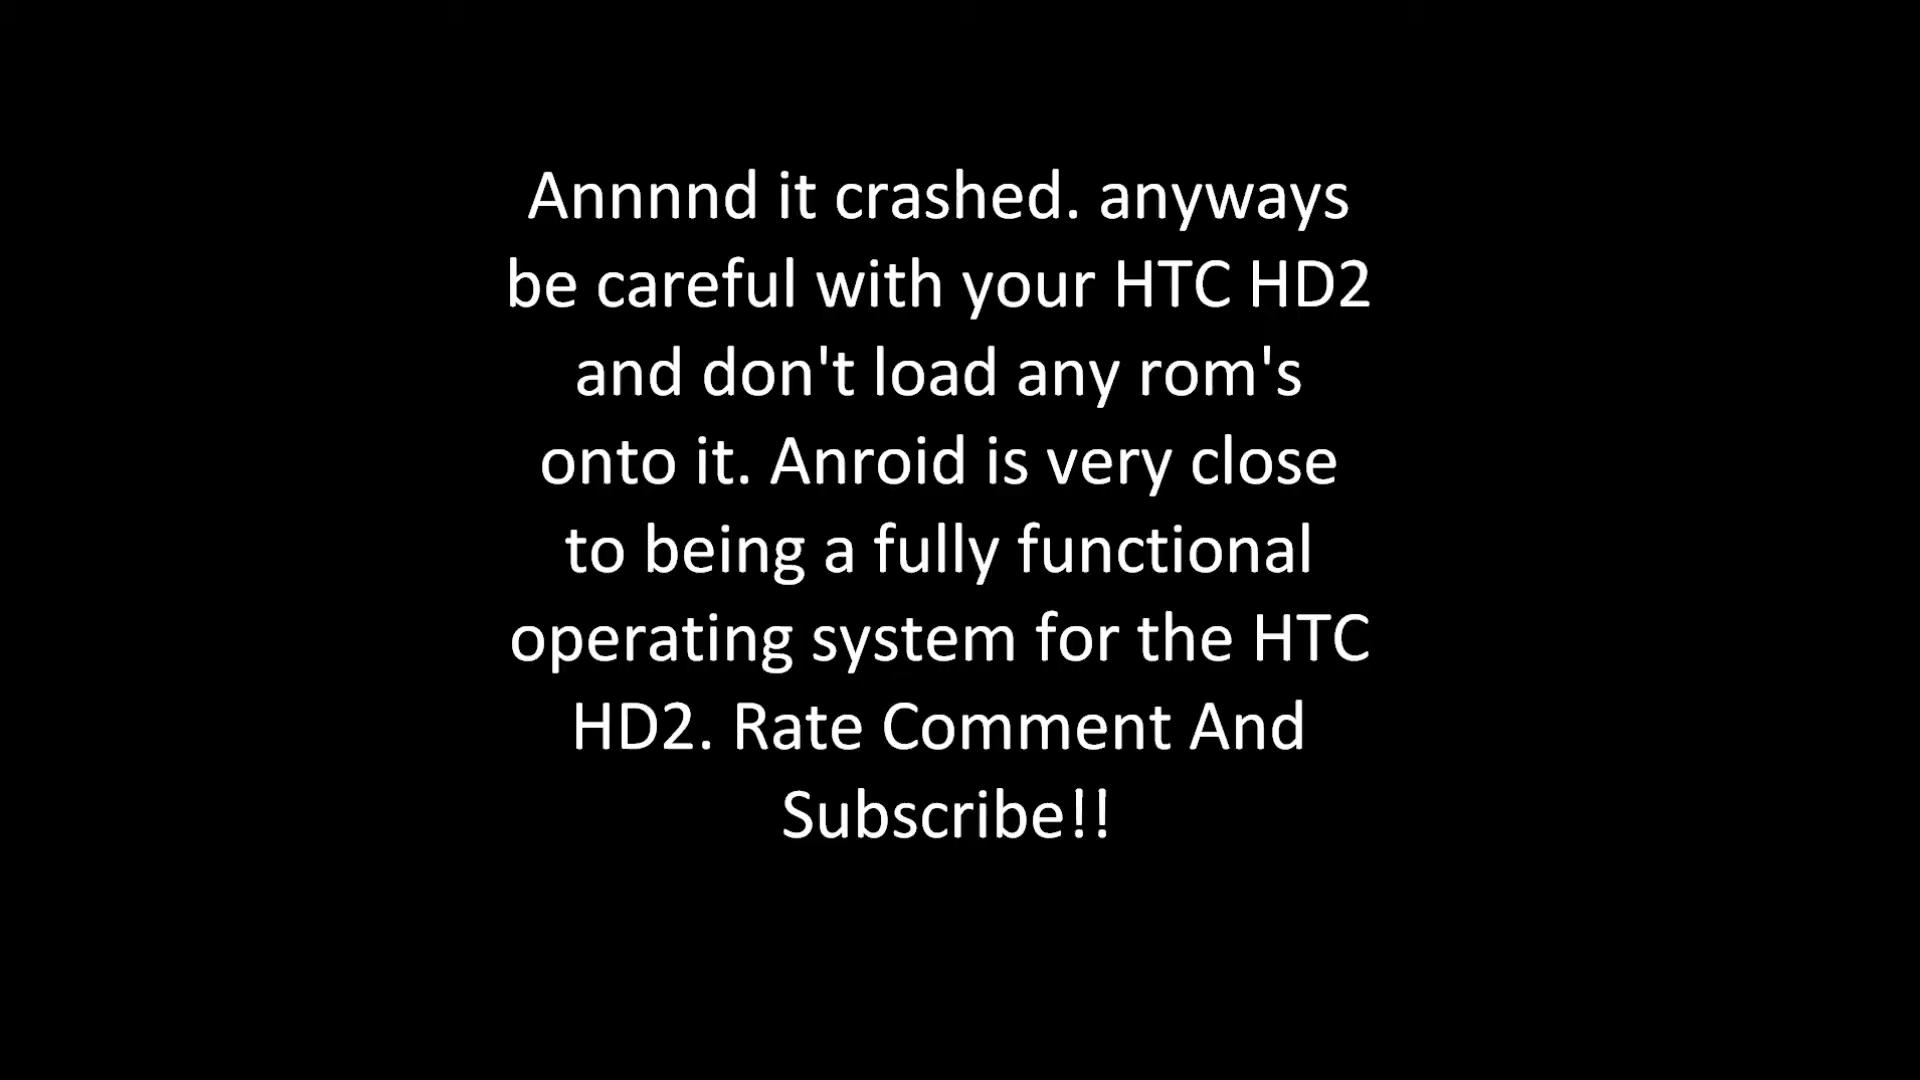 Annnnd it crashed. anyways
be careful with your HTC HD2
and don't load any rom's
onto it. Anroid is very close
to being a fully functional
operating system for the HTC
HD2. Rate Comment And
Subscribe!!